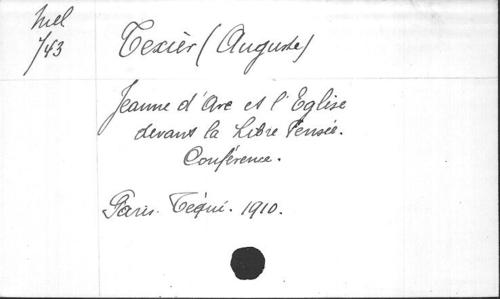 Mel
743
Texier (Auguste)
Jeanne d'Arc et l'Eglise
devant la Libre Pensée.
Conférence.
Paris. Téqui. 1910.